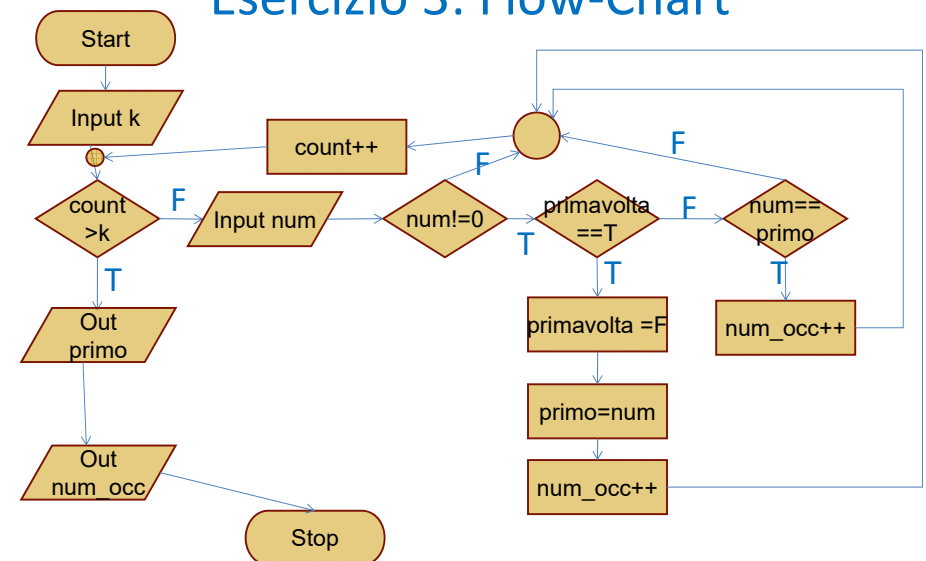 Esercizio 3: Flow-Chart
Start
Input k
count++
F
F
count
>k
F
Input num
num!=0
T
primavolta
==T
F
num==
primo
T
T
T
Out
primo
primavolta =F
num_occ++
primo=num
Out
num_occ
num_occ++
Stop